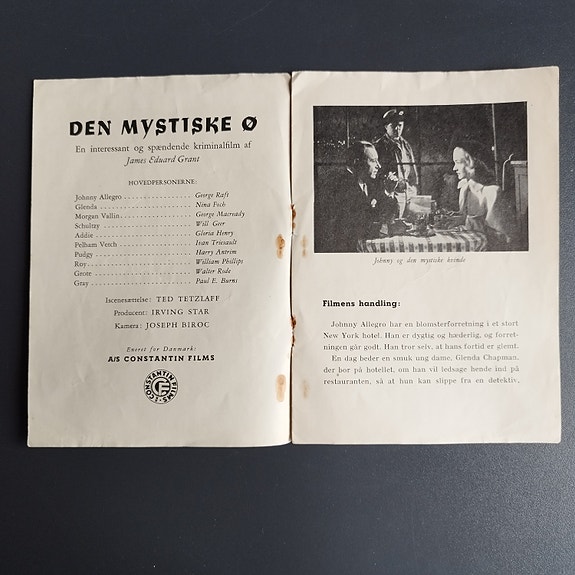 DEN MYSTISKE Ø
En interessant og spændende kriminalfilm af
James Eduard Grant
HOVEDPERSONERNE:
Johnny Allegro . . . . . . . . . . . . . . . . George Raft
Glenda . . . . . . . . . . . . . . . . . . . . Nina Foch
Morgan Vallin . . . . . . . . . . . . . . . . George Macready
Schultzy . . . . . . . . . . . . . . . . . . . Will Geer
Addie . . . . . . . . . . . . . . . . . . . . Gloria Henry
Pelham Vetch . . . . . . . . . . . . . . . . . Ivan Triesault
Pudgy . . . . . . . . . . . . . . . . . . . . Harry Antrim
Roy . . . . . . . . . . . . . . . . . . . . . William Phillips
Grote . . . . . . . . . . . . . . . . . . . . Walter Rode
Gray . . . . . . . . . . . . . . . . . . . . . Paul E. Burns
Iscenesættelse: TED TETZLAFF
Producent: IRVING STAR
Kamera: JOSEPH BIROC
Eneret for Danmark:
A/S CONSTANTIN FILMS
CONSTANTIN FILMS
CF
Johnny og den mystiske kvinde
Filmens handling:
Johnny Allegro har en blomsterforretning i et stort
New York hotel. Han er dygtig og hæderlig, og forret-
ningen går godt. Han tror selv, at hans fortid er glemt.
En dag beder en smuk ung dame, Glenda Chapman,
der bor på hotellet, om han vil ledsage hende ind på
restauranten, så at hun kan slippe fra en detektiv,